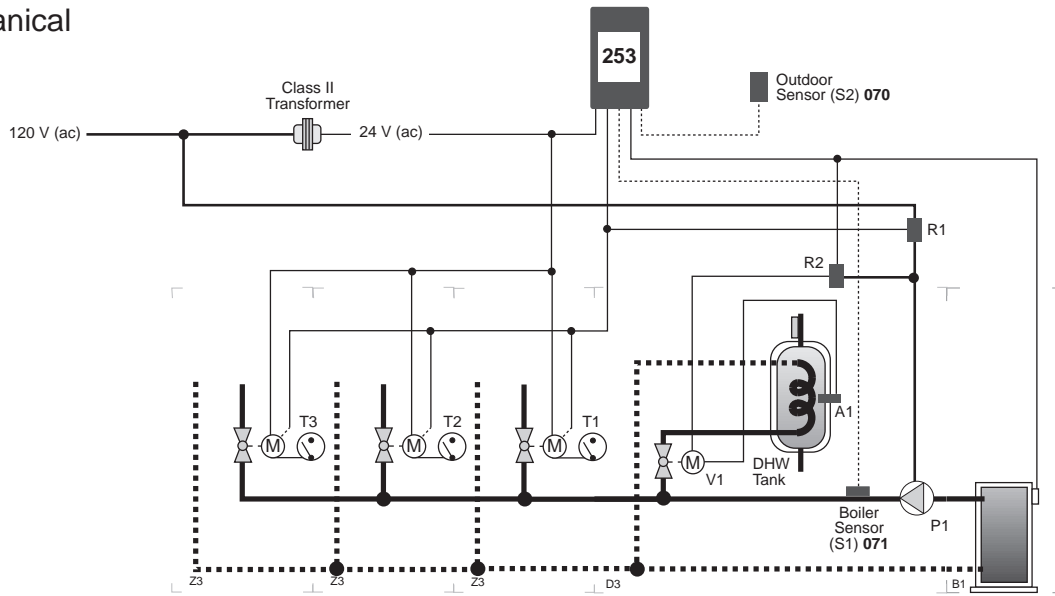 anical
253
Class II
Transformer
Outdoor
Sensor (S2) 070
120 V (ac)
24 V (ac)
R1
R2
T3
T2
T1
A1
M
M
M
M
V1
DHW
Tank
Boiler
Sensor
(S1) 071
P1
Z3
Z3
Z3
D3
B1